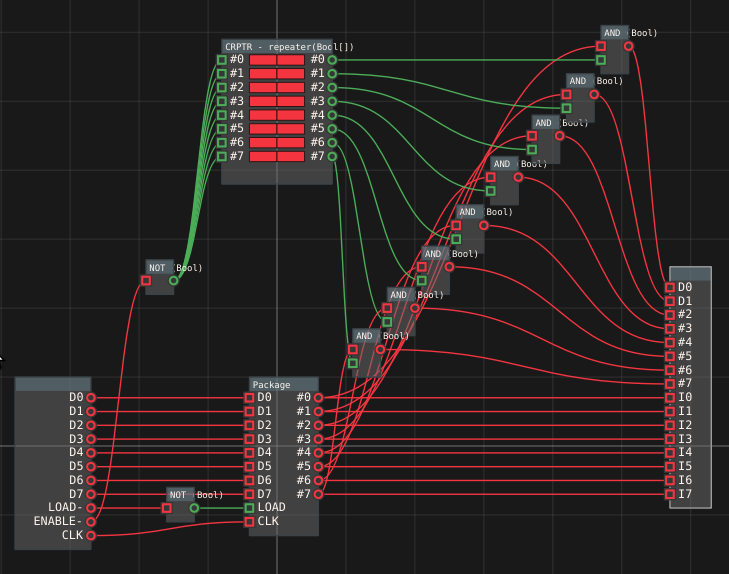 AND Bool)
CRPTR - repeater(Bool[])
#0 #0
#1 #1
#2 #2
#3 #3
#4 #4
#5 #5
#6 #6
#7 #7
AND Bool)
AND Bool)
AND Bool)
AND Bool)
AND Bool)
NOT Bool)
AND Bool)
AND Bool)
D0
D1
#2
#3
#4
#5
#6
#7
I0
I1
I2
I3
I4
I5
I6
I7
Package
D0 D0 #0
D1 D1 #1
D2 D2 #2
D3 D3 #3
D4 D4 #4
D5 D5 #5
D6 D6 #6
D7 D7 #7
NOT Bool)
LOAD- LOAD
ENABLE- CLK
CLK